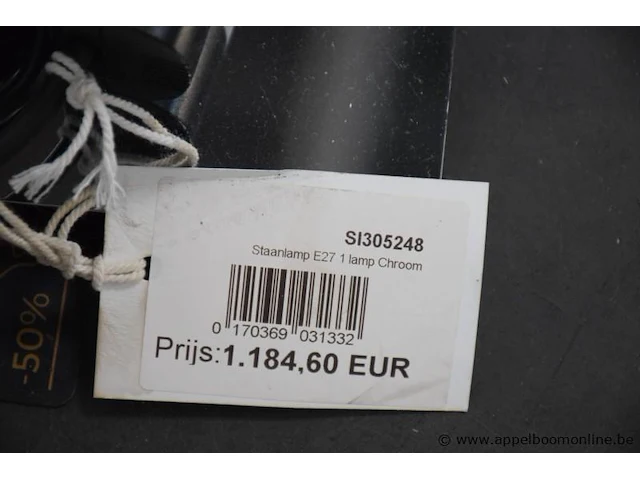 SI305248
Staanlamp E27 1 lamp Chroom
0 170369 031332
Prijs:1.184,60 EUR
-50%
© www.appelboomonline.be